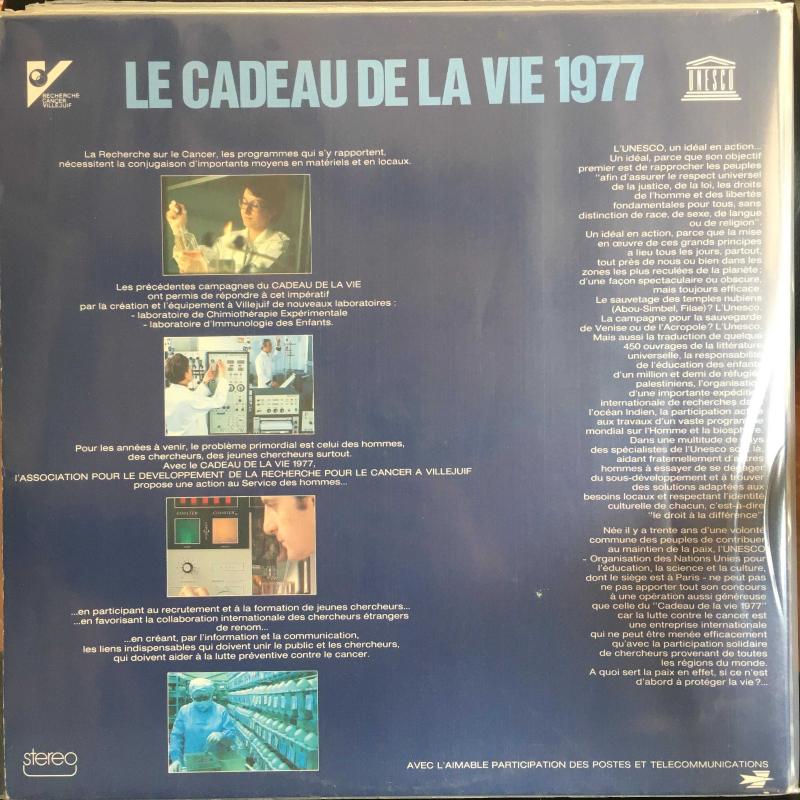 RECHERCHE
CANCER
VILLEJUIF
LE CADEAU DE LA VIE 1977
UNESCO
La Recherche sur le Cancer, les programmes qui s'y rapportent,
nécessitent la conjugaison d'importants moyens en matériels et en locaux.
Les précédentes campagnes du CADEAU DE LA VIE
ont permis de répondre à cet impératif
par la création et l'équipement à Villejuif de nouveaux laboratoires :
- laboratoire de Chimiothérapie Expérimentale
- laboratoire d'Immunologie des Enfants.
Pour les années à venir, le problème primordial est celui des hommes,
des chercheurs, des jeunes chercheurs surtout.
Avec le CADEAU DE LA VIE 1977,
l'ASSOCIATION POUR LE DEVELOPPEMENT DE LA RECHERCHE POUR LE CANCER A VILLEJUIF
propose une action au Service des hommes...
COULTER COUNTER
...en participant au recrutement et à la formation de jeunes chercheurs...
...en favorisant la collaboration internationale des chercheurs étrangers
de renom...
...en créant, par l'information et la communication,
les liens indispensables qui doivent unir le public et les chercheurs,
qui doivent aider à la lutte préventive contre le cancer.
L'UNESCO, un idéal en action...
Un idéal, parce que son objectif
premier est de rapprocher les peuples
"afin d'assurer le respect universel
de la justice, de la loi, les droits
de l'homme et des libertés
fondamentales pour tous, sans
distinction de race, de sexe, de langue
ou de religion".
Un idéal en action, parce que la mise
en œuvre de ces grands principes
a lieu tous les jours, partout,
tout près de nous ou bien dans les
zones les plus reculées de la planète ;
d'une façon spectaculaire ou obscure,
mais toujours efficace.
Le sauvetage des temples nubiens
(Abou-Simbel, Filae) ? L'Unesco.
La campagne pour la sauvegarde
de Venise ou de l'Acropole ? L'Unesco.
Mais aussi la traduction de quelque
450 ouvrages de la littérature
universelle, la responsabilité
de l'éducation des enfants
d'un million et demi de réfugiés
palestiniens, l'organisation
d'une importante expédition
internationale de recherches dans
l'océan Indien, la participation active
aux travaux d'un vaste programme
mondial sur l'Homme et la biosphère.
Dans une multitude de pays
des spécialistes de l'Unesco sont là,
aidant fraternellement d'autres
hommes à essayer de se dégager
du sous-développement et à trouver
des solutions adaptées aux
besoins locaux et respectant l'identité
culturelle de chacun, c'est-à-dire
"le droit à la différence".
Née il y a trente ans d'une volonté
commune des peuples de contribuer
au maintien de la paix, l'UNESCO
- Organisation des Nations Unies pour
l'éducation, la science et la culture,
dont le siège est à Paris - ne peut pas
ne pas apporter tout son concours
à une opération aussi généreuse
que celle du "Cadeau de la vie 1977"
car la lutte contre le cancer est
une entreprise internationale
qui ne peut être menée efficacement
qu'avec la participation solidaire
de chercheurs provenant de toutes
les régions du monde.
A quoi sert la paix en effet, si ce n'est
d'abord à protéger la vie ?...
stereo
AVEC L'AIMABLE PARTICIPATION DES POSTES ET TELECOMMUNICATIONS